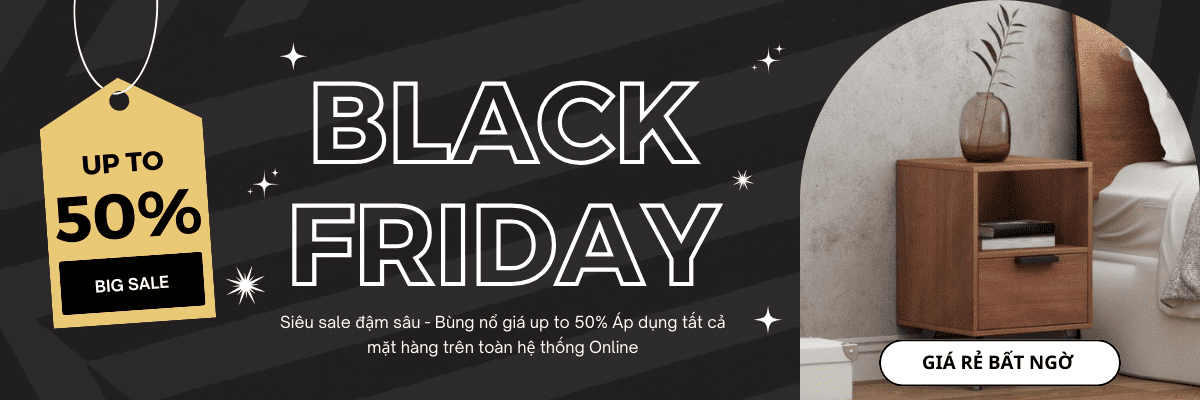 UP TO
50%
BIG SALE
BLACK
FRIDAY
Siêu sale đậm sâu - Bùng nổ giá up to 50% Áp dụng tất cả
mặt hàng trên toàn hệ thống Online
GIÁ RẺ BẤT NGỜ